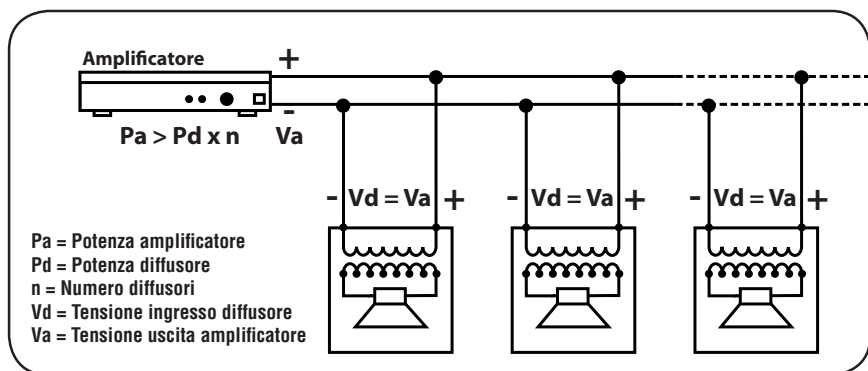 Amplificatore
+
-
Pa > Pd x n
Va
- Vd = Va +
- Vd = Va +
- Vd = Va +
Pa = Potenza amplificatore
Pd = Potenza diffusore
n = Numero diffusori
Vd = Tensione ingresso diffusore
Va = Tensione uscita amplificatore